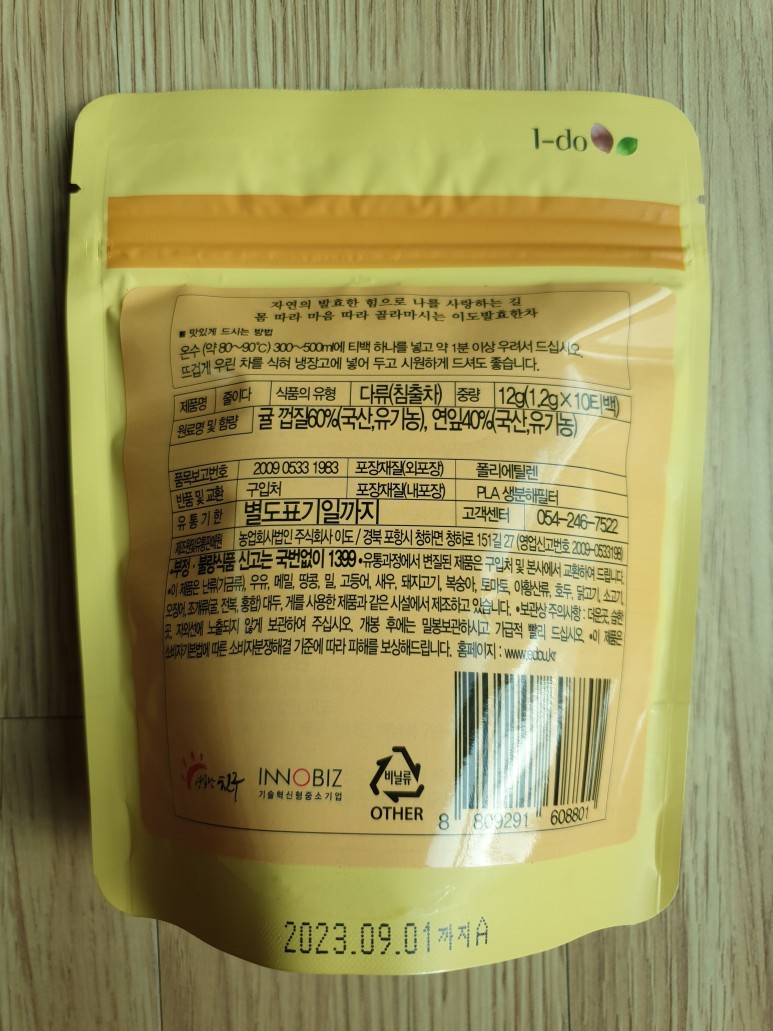 I-do
자연의 발효한 힘으로 나를 사랑하는 길
몸 따라 마음 따라 골라마시는 이도발효한차
■ 맛있게 드시는 방법
온수 (약 80~90℃) 300~500ml에 티백 하나를 넣고 약 1분 이상 우려서 드십시오.
뜨겁게 우린 차를 식혀 냉장고에 넣어 두고 시원하게 드셔도 좋습니다.
제품명 줄이다 식품의 유형 다류(침출차) 중량 12g(1.2g×10티백)
원료명 및 함량 귤 껍질60%(국산,유기농), 연잎40%(국산,유기농)
품목보고번호 2009 0533 1983 포장재질(외포장) 폴리에틸렌
반품 및 교환 구입처 포장재질(내포장) PLA 생분해필터
유통기한 별도표기일까지 고객센터 054-246-7522
제조원및유통전문원 농업회사법인 주식회사 이도 / 경북 포항시 청하면 청하로 151길 27 (영업신고번호 2009-0533198)
•부정·불량식품 신고는 국번없이 1399 •유통과정에서 변질된 제품은 구입처 및 본사에서 교환하여 드립니다.
•이 제품은 난류(가금류), 우유, 메밀, 땅콩, 밀, 고등어, 새우, 돼지고기, 복숭아, 토마토, 아황산류, 호두, 닭고기, 소고기,
오징어, 조개류(굴, 전복, 홍합) 대두, 게를 사용한 제품과 같은 시설에서 제조하고 있습니다. •보관상 주의사항 : 더운곳, 습한
곳, 자외선에 노출되지 않게 보관하여 주십시오. 개봉 후에는 밀봉보관하시고 기급적 빨리 드십시오. •이 제품은
소비자기본법에 따른 소비자분쟁해결 기준에 따라 피해를 보상해드립니다. 홈페이지 : www.edou.kr
친구
INNOBIZ
기술혁신형중소기업
비닐류
OTHER
8 809291 608801
2023.09.01까지A